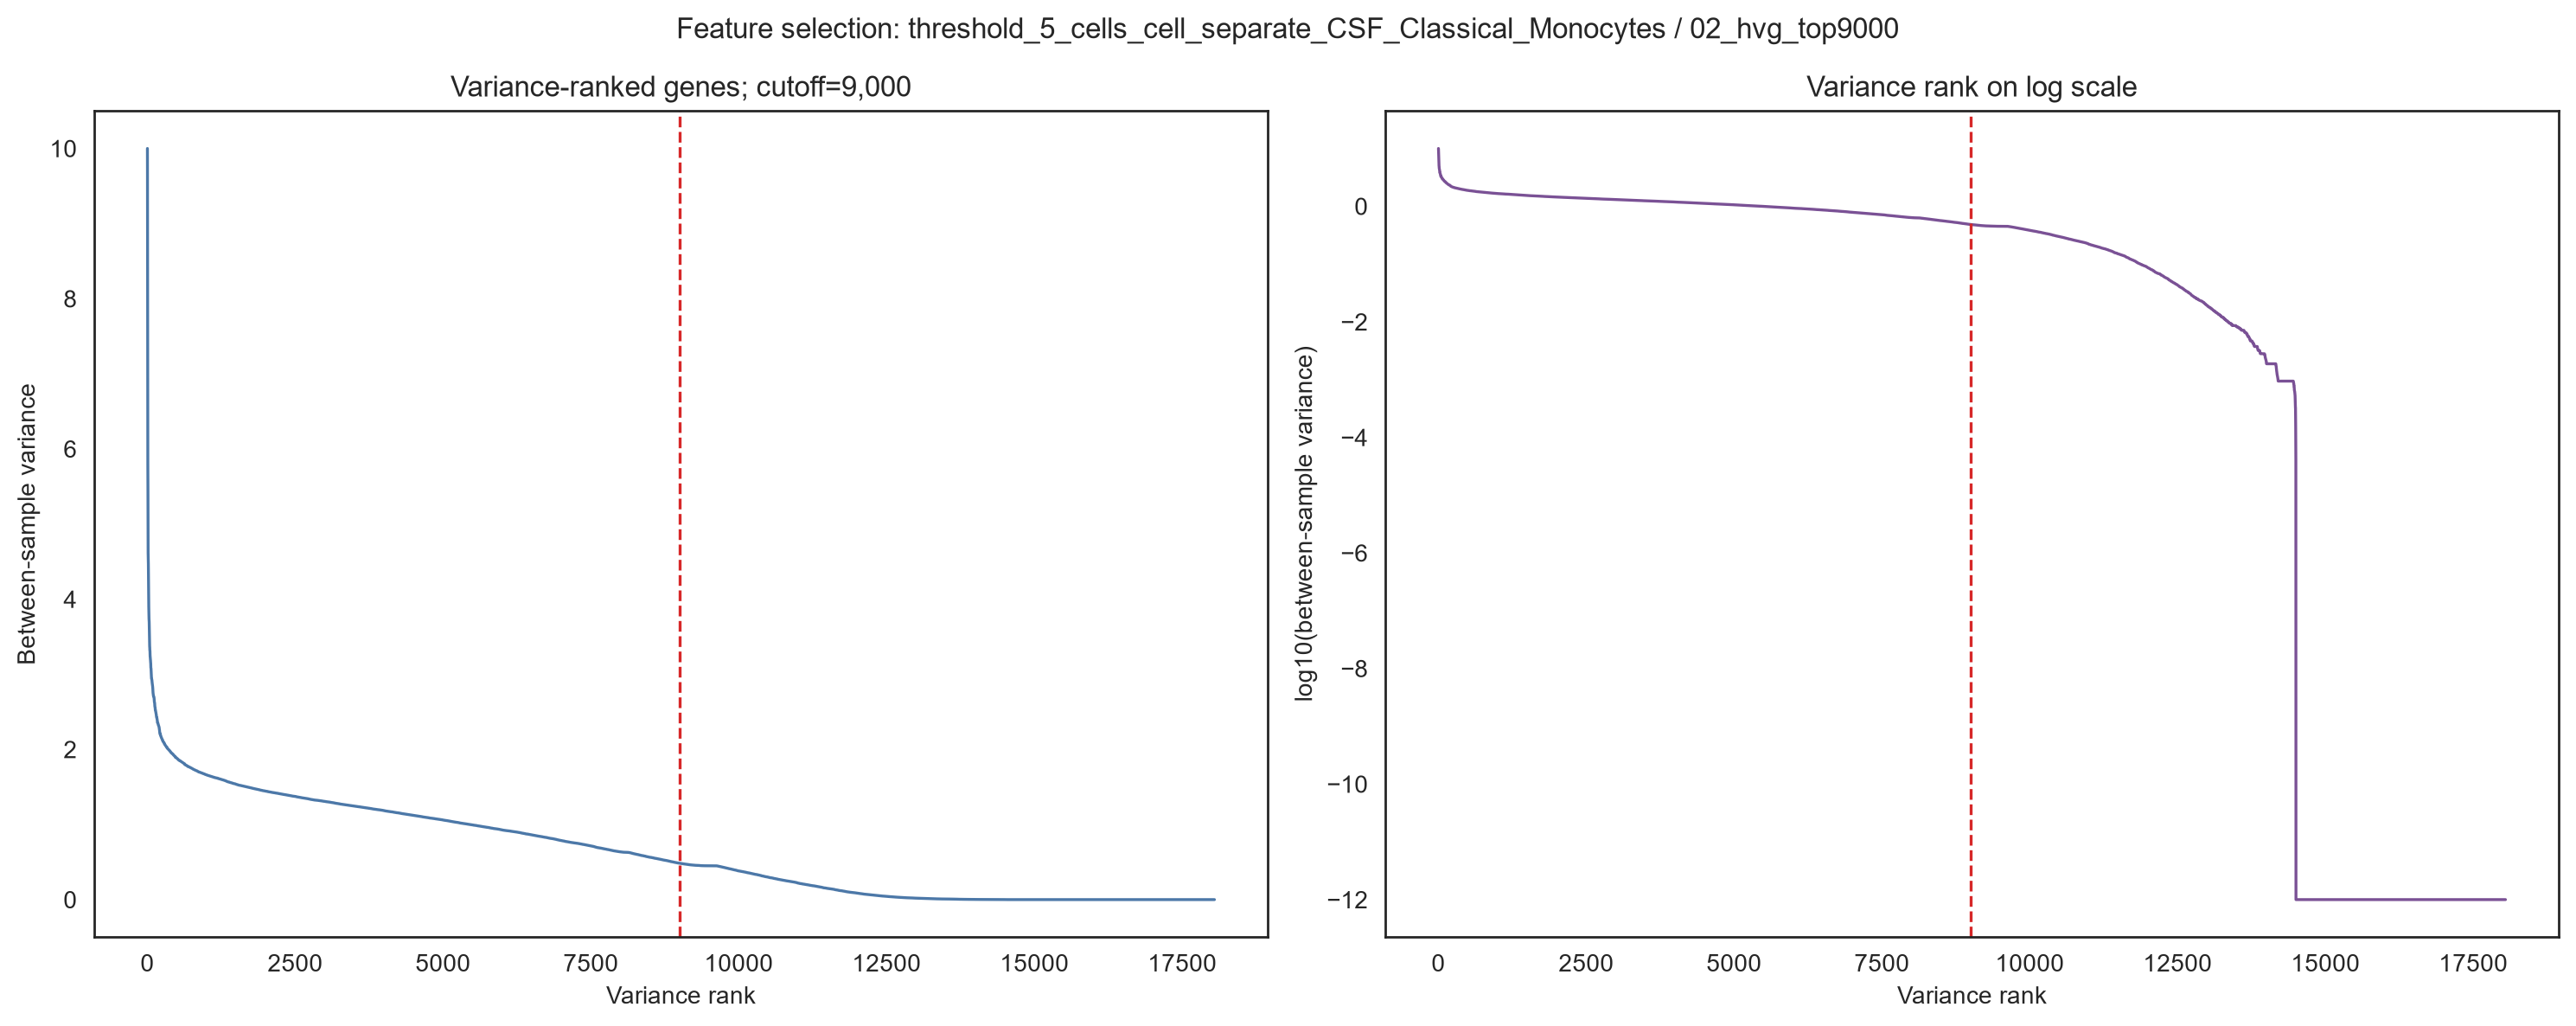 Feature selection: threshold_5_cells_cell_separate_CSF_Classical_Monocytes / 02_hvg_top9000
Variance-ranked genes; cutoff=9,000
Between-sample variance
10
8
6
4
2
0
0 2500 5000 7500 10000 12500 15000 17500
Variance rank
Variance rank on log scale
log10(between-sample variance)
0
−2
−4
−6
−8
−10
−12
0 2500 5000 7500 10000 12500 15000 17500
Variance rank